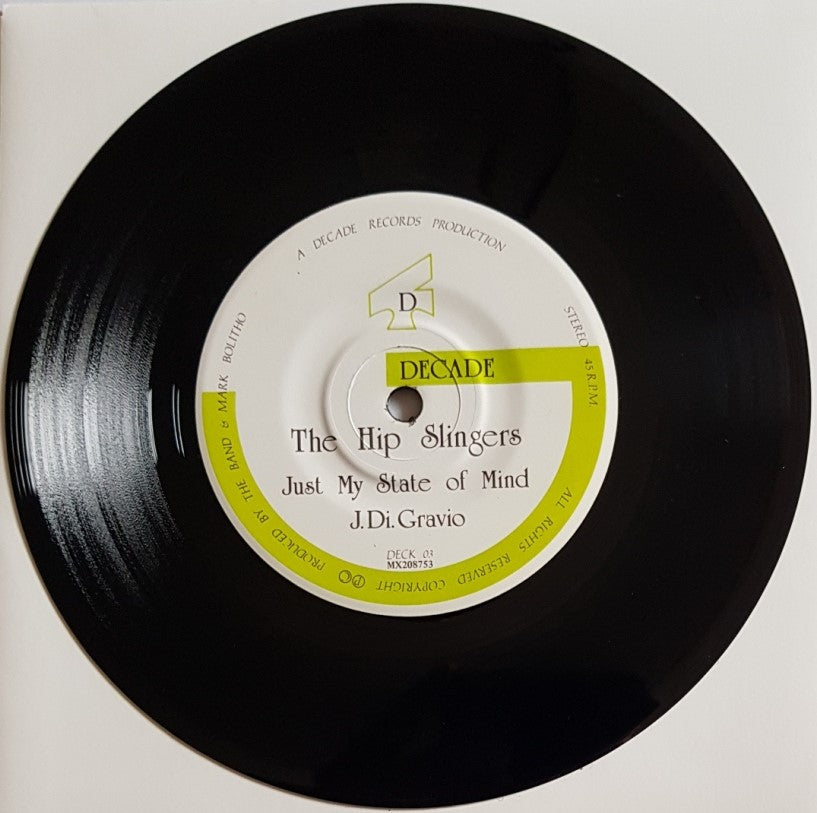 A DECADE RECORDS PRODUCTION
D
STEREO 45 R.P.M.
DECADE
The Hip Slingers
Just My State of Mind
J.Di.Gravio
DECK 03
MX208753
ALL RIGHTS RESERVED COPYRIGHT Ⓟ© PRODUCED BY THE BAND & MARK BOLITHO